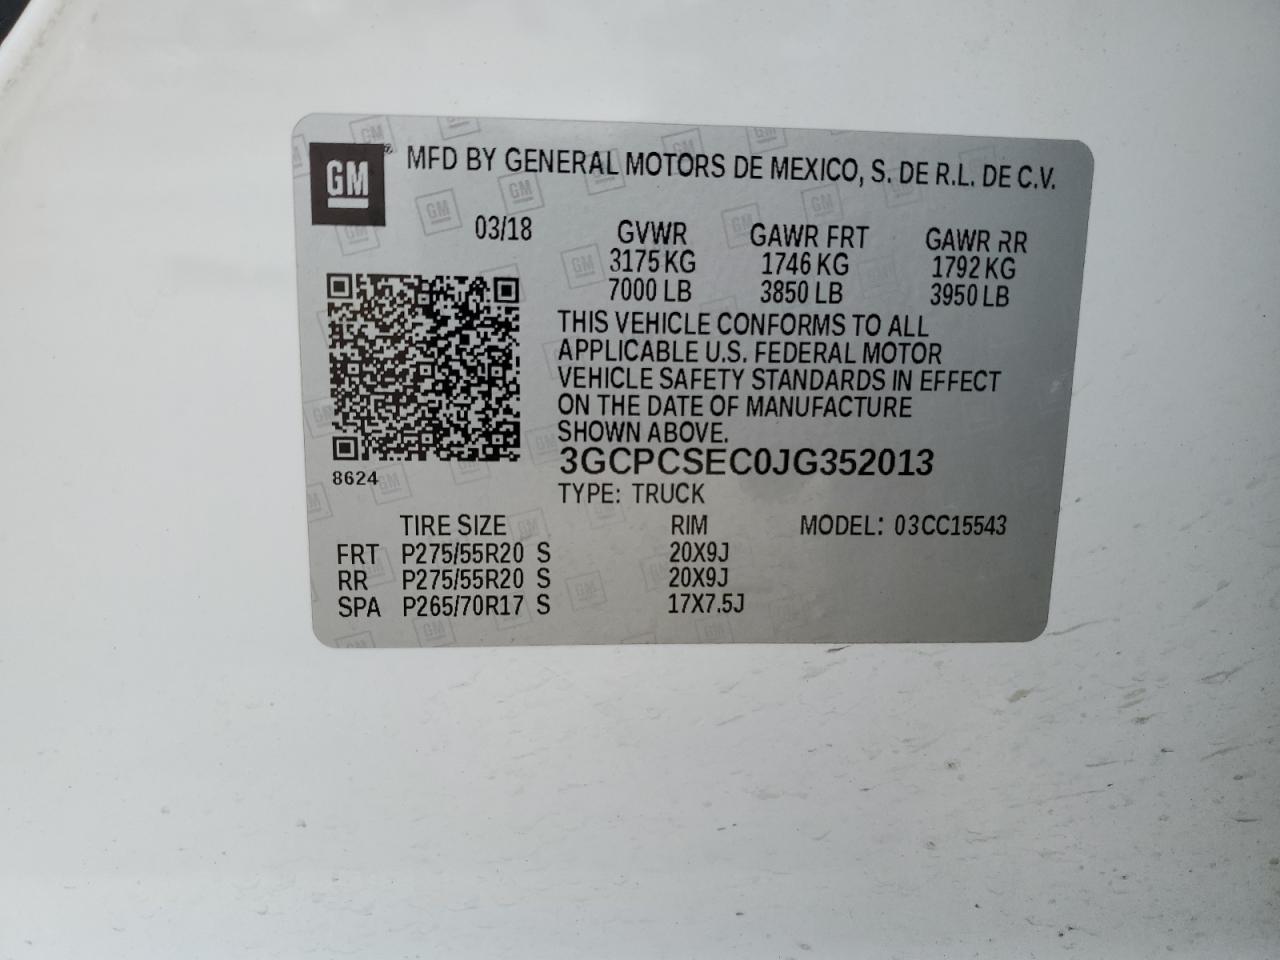 GM ® MFD BY GENERAL MOTORS DE MEXICO, S. DE R.L. DE C.V.
03/18 GVWR GAWR FRT GAWR RR
3175 KG 1746 KG 1792 KG
7000 LB 3850 LB 3950 LB
THIS VEHICLE CONFORMS TO ALL
APPLICABLE U.S. FEDERAL MOTOR
VEHICLE SAFETY STANDARDS IN EFFECT
ON THE DATE OF MANUFACTURE
SHOWN ABOVE.
3GCPCSEC0JG352013
8624
TYPE: TRUCK
TIRE SIZE RIM MODEL: 03CC15543
FRT P275/55R20 S 20X9J
RR P275/55R20 S 20X9J
SPA P265/70R17 S 17X7.5J